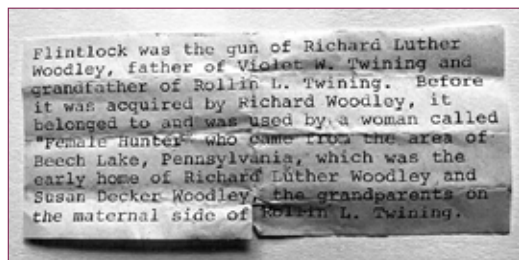 Flintlock was the gun of Richard Luther
Woodley, father of Violet W. Twining and
grandfather of Rollin L. Twining.  Before
it was acquired by Richard Woodley, it
belonged to and was used by a woman called
"Female Hunter" who came from the area of
Beech Lake, Pennsylvania, which was the
early home of Richard Luther Woodley and
Susan Decker Woodley, the grandparents on
the maternal side of Rollin L. Twining.